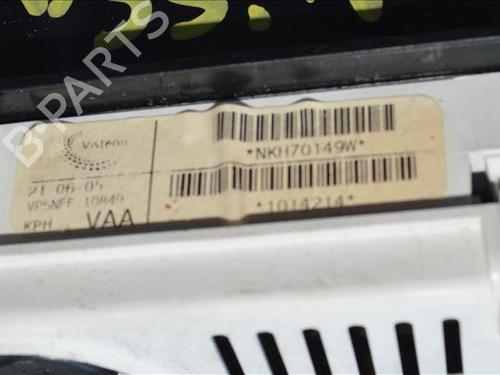 B-PARTS
Visteon
*NKH70149W*
21-06-05
VP5NFF 10849
*1014214*
KPH VAA